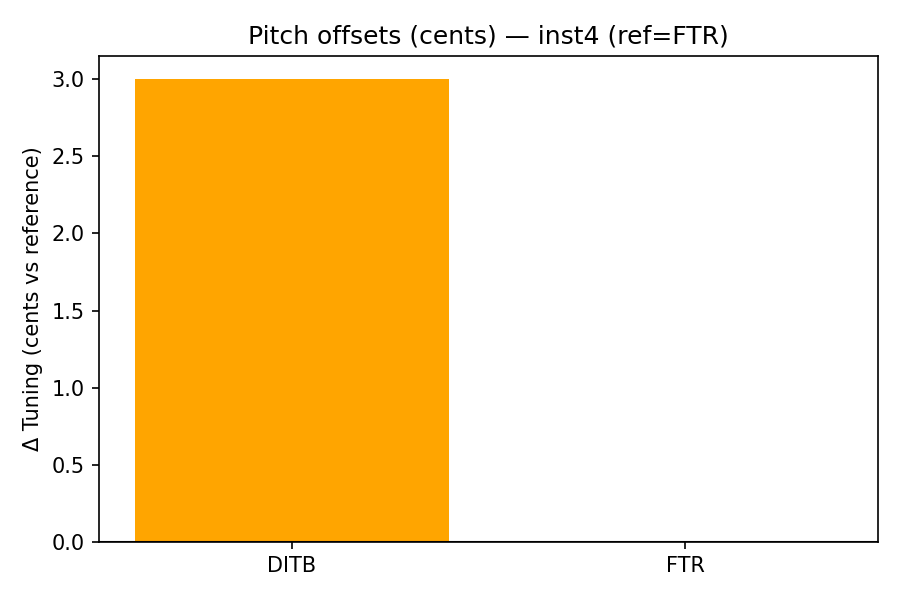 Pitch offsets (cents) — inst4 (ref=FTR)
Δ Tuning (cents vs reference)
3.0
2.5
2.0
1.5
1.0
0.5
0.0
DITB FTR